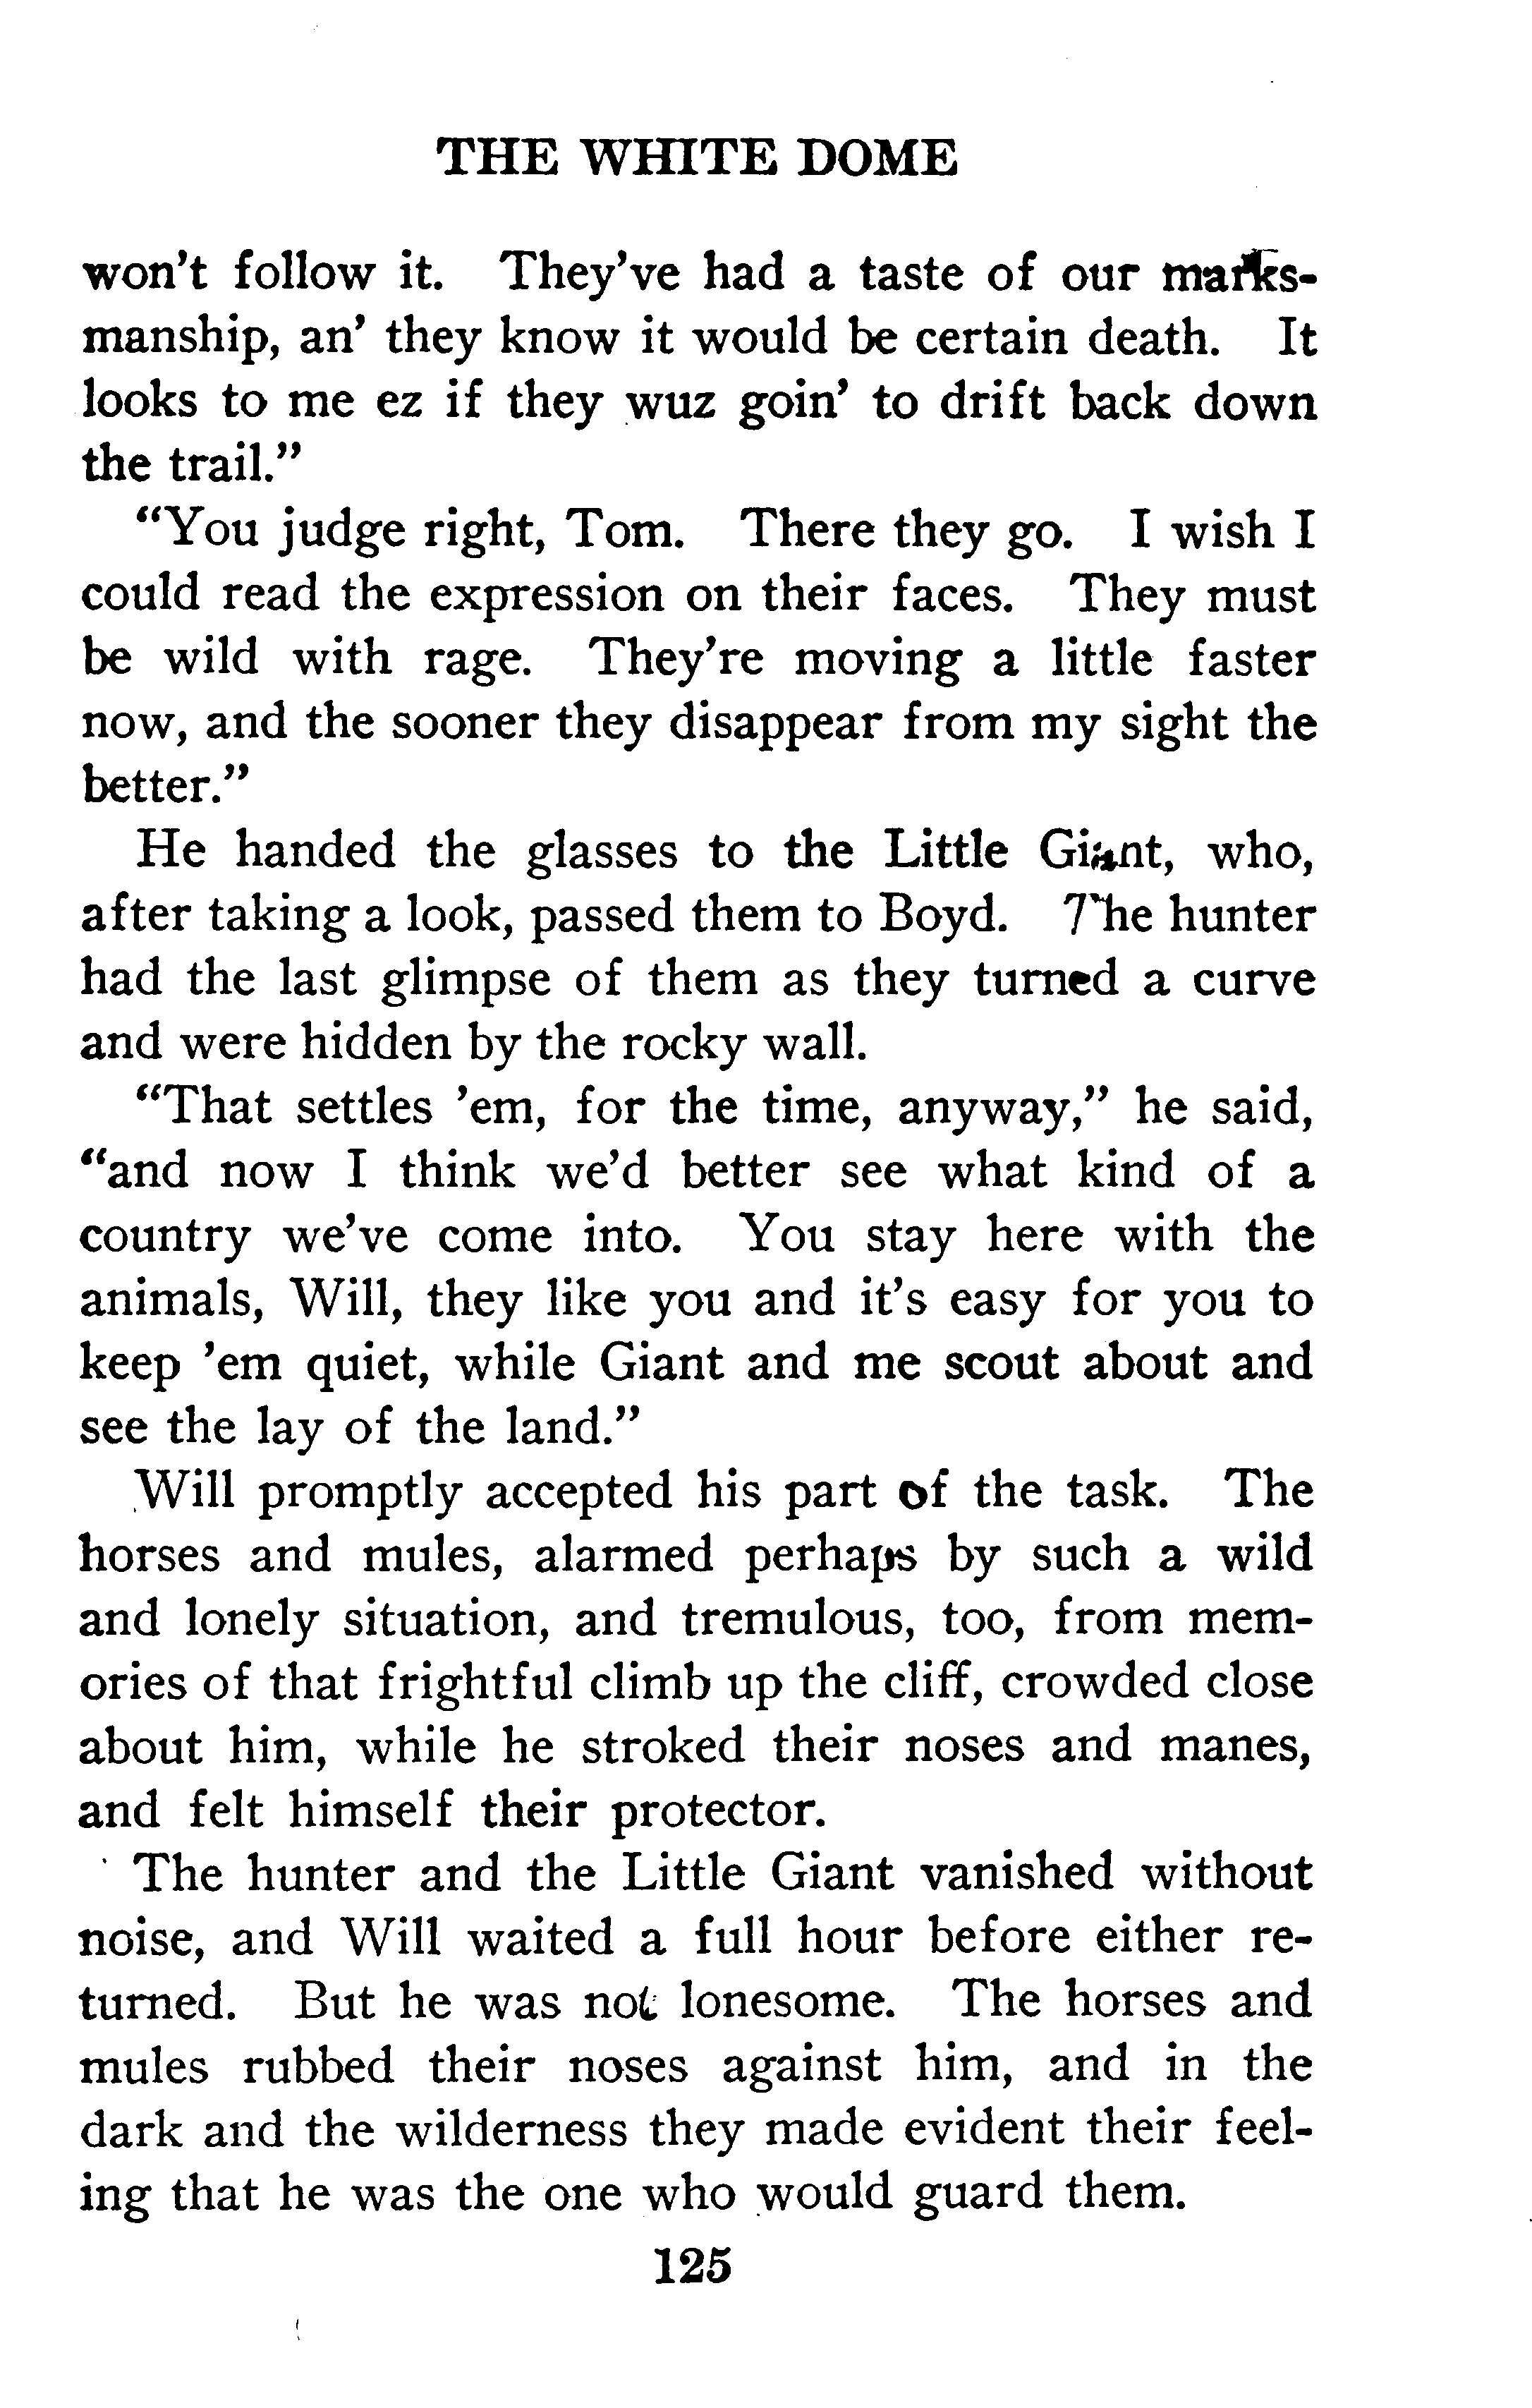 THE WHITE DOME
won't follow it. They've had a taste of our marks-
manship, an' they know it would be certain death. It
looks to me ez if they wuz goin' to drift back down
the trail."
"You judge right, Tom. There they go. I wish I
could read the expression on their faces. They must
be wild with rage. They're moving a little faster
now, and the sooner they disappear from my sight the
better."
He handed the glasses to the Little Giant, who,
after taking a look, passed them to Boyd. The hunter
had the last glimpse of them as they turned a curve
and were hidden by the rocky wall.
"That settles 'em, for the time, anyway," he said,
"and now I think we'd better see what kind of a
country we've come into. You stay here with the
animals, Will, they like you and it's easy for you to
keep 'em quiet, while Giant and me scout about and
see the lay of the land."
Will promptly accepted his part of the task. The
horses and mules, alarmed perhaps by such a wild
and lonely situation, and tremulous, too, from mem-
ories of that frightful climb up the cliff, crowded close
about him, while he stroked their noses and manes,
and felt himself their protector.
The hunter and the Little Giant vanished without
noise, and Will waited a full hour before either re-
turned. But he was not lonesome. The horses and
mules rubbed their noses against him, and in the
dark and the wilderness they made evident their feel-
ing that he was the one who would guard them.
125